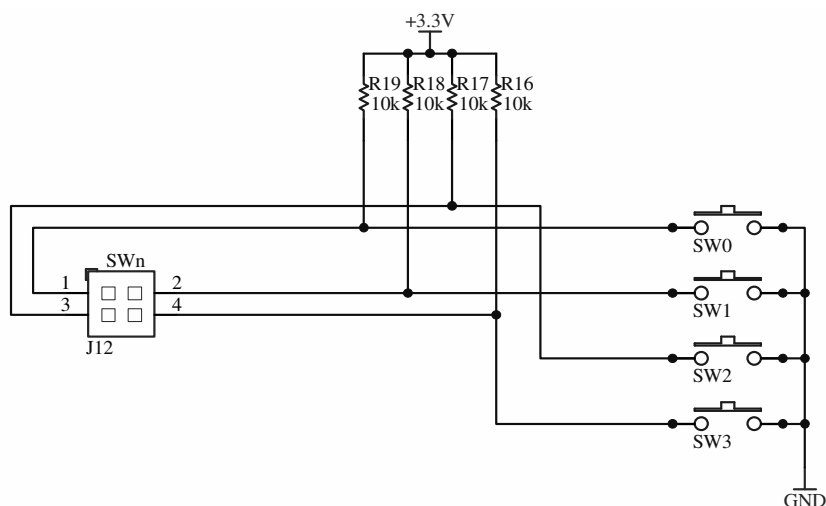 +3.3V
R19 R18 R17 R16
10k 10k 10k 10k
SWn
1 2
3 4
J12
SW0
SW1
SW2
SW3
GND